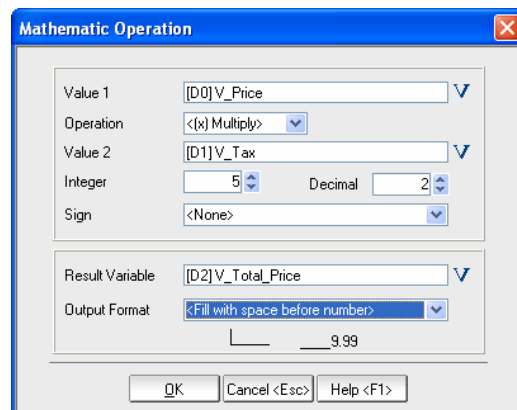 Mathematic Operation
Value 1 [D0] V_Price V
Operation <(x) Multiply>
Value 2 [D1] V_Tax V
Integer 5 Decimal 2
Sign <None>
Result Variable [D2] V_Total_Price V
Output Format <Fill with space before number>
___9.99
OK Cancel <Esc> Help <F1>